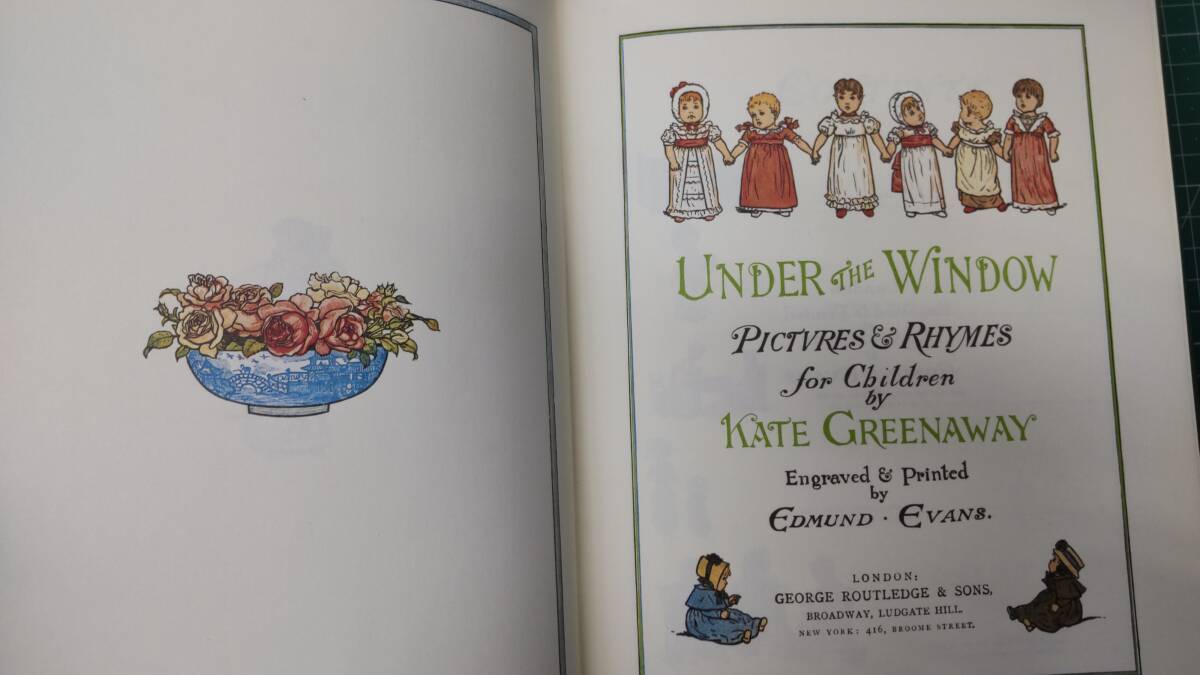 UNDER THE WINDOW
PICTVRES & RHYMES
for Children
by
KATE GREENAWAY
Engraved & Printed
by
EDMUND · EVANS.
LONDON:
GEORGE ROUTLEDGE & SONS,
BROADWAY, LUDGATE HILL.
NEW YORK: 416, BROOME STREET.